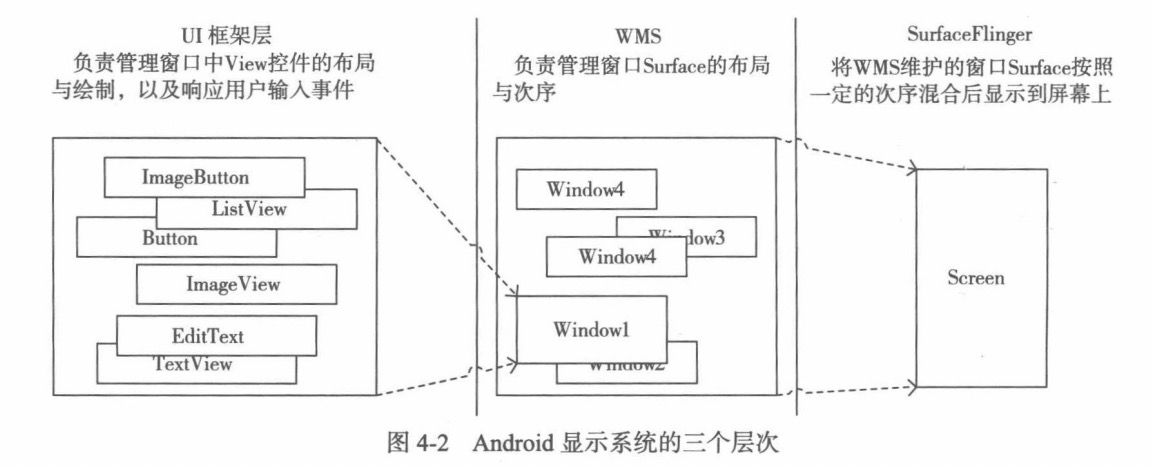 UI 框架层
负责管理窗口中View控件的布局
与绘制，以及响应用户输入事件
ImageButton
ListView
Button
ImageView
EditText
TextView
WMS
负责管理窗口Surface的布局
与次序
Window4
Window3
Window4
Window1
Window2
SurfaceFlinger
将WMS维护的窗口Surface按照
一定的次序混合后显示到屏幕上
Screen
图 4-2 Android 显示系统的三个层次